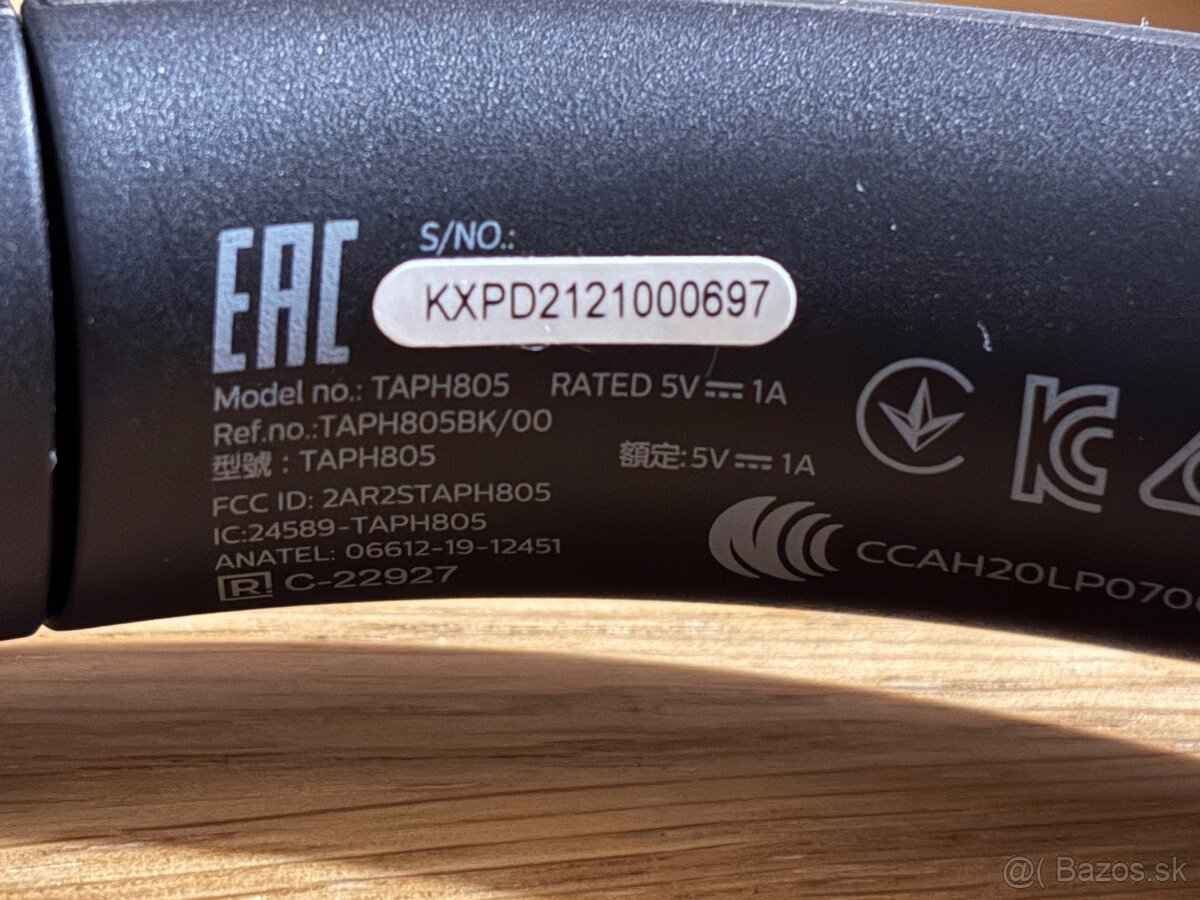 EAC
S/NO.:
KXPD2121000697
Model no.: TAPH805 RATED 5V⎓1A
Ref.no.:TAPH805BK/00
型號：TAPH805 額定:5V⎓1A
FCC ID: 2AR2STAPH805
IC:24589-TAPH805
ANATEL: 06612-19-12451
R C-22927
CCAH20LP070
@( Bazos.sk